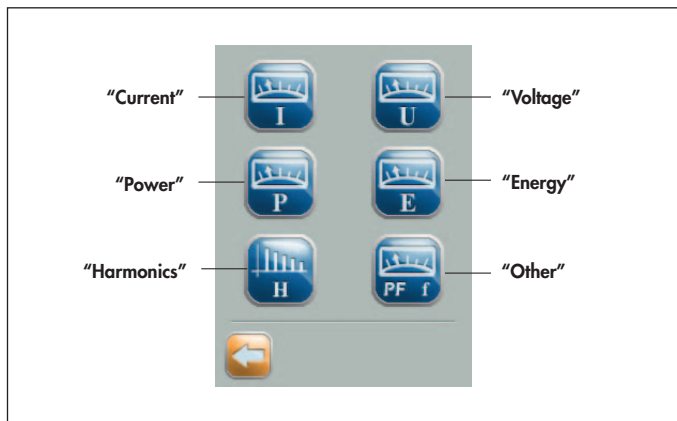 "Current"
I
U
"Voltage"
"Power"
P
E
"Energy"
"Harmonics"
H
PF f
"Other"